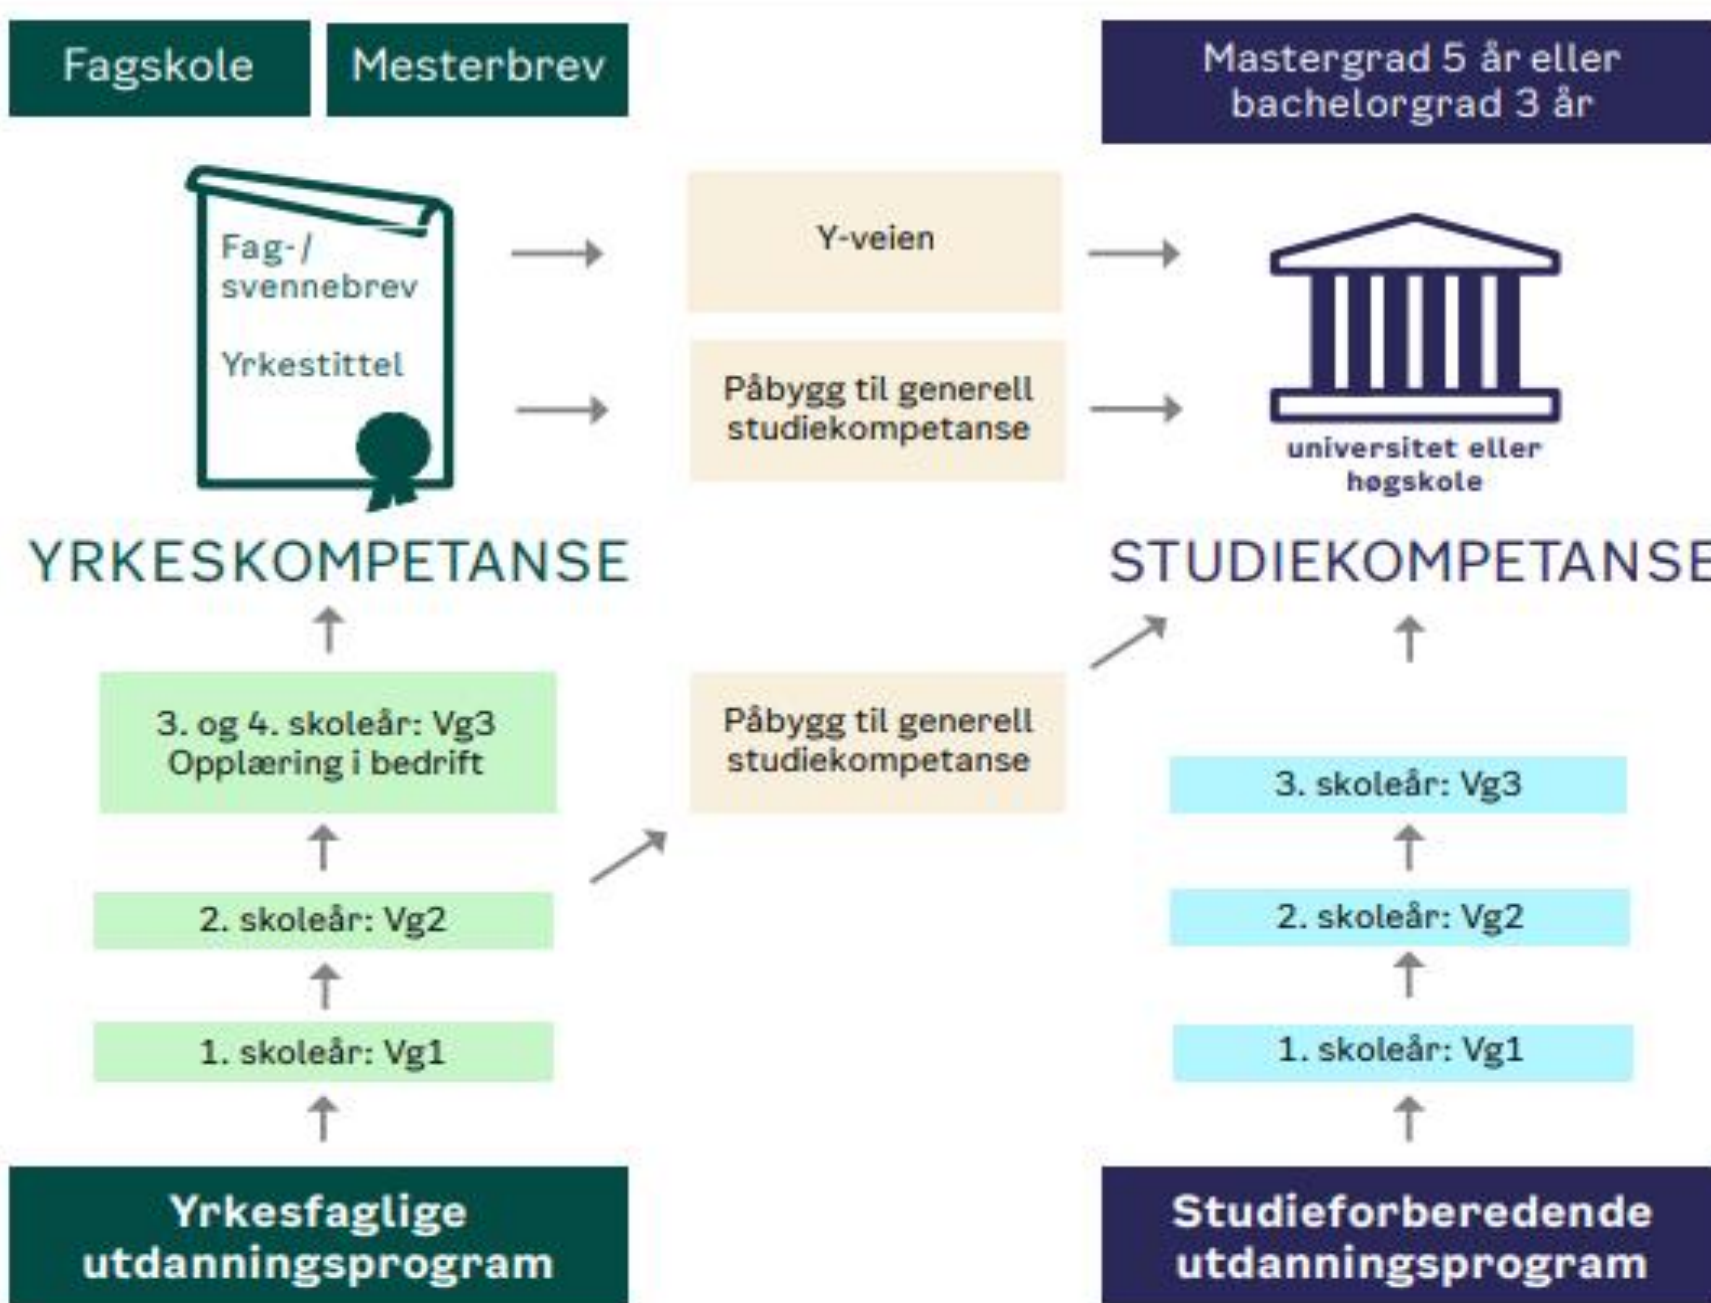 Fagskole
Mesterbrev
Mastergrad 5 år eller
bachelorgrad 3 år
Fag-/
svennebrev
Yrkestittel
Y-veien
Påbygg til generell
studiekompetanse
universitet eller
høgskole
YRKESKOMPETANSE
STUDIEKOMPETANSE
3. og 4. skoleår: Vg3
Opplæring i bedrift
Påbygg til generell
studiekompetanse
3. skoleår: Vg3
2. skoleår: Vg2
2. skoleår: Vg2
1. skoleår: Vg1
1. skoleår: Vg1
Yrkesfaglige
utdanningsprogram
Studieforberedende
utdanningsprogram